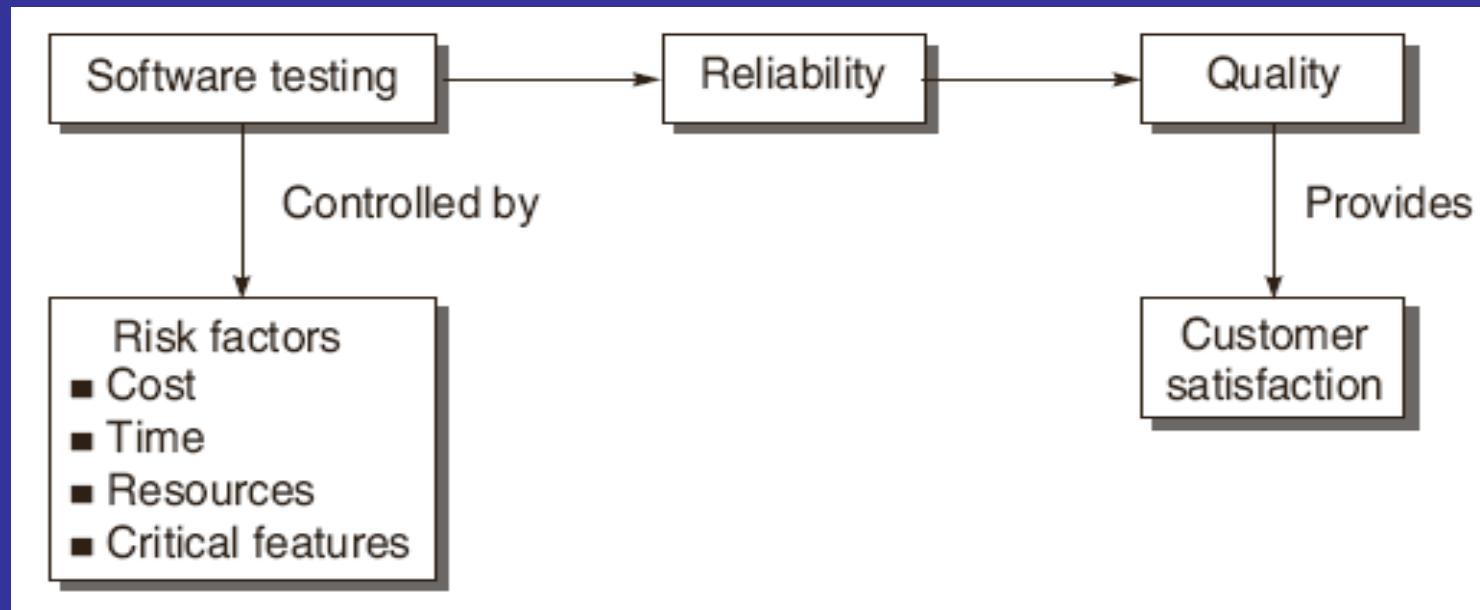 Software testing
Reliability
Quality
Controlled by
Provides
Risk factors
■ Cost
■ Time
■ Resources
■ Critical features
Customer
satisfaction